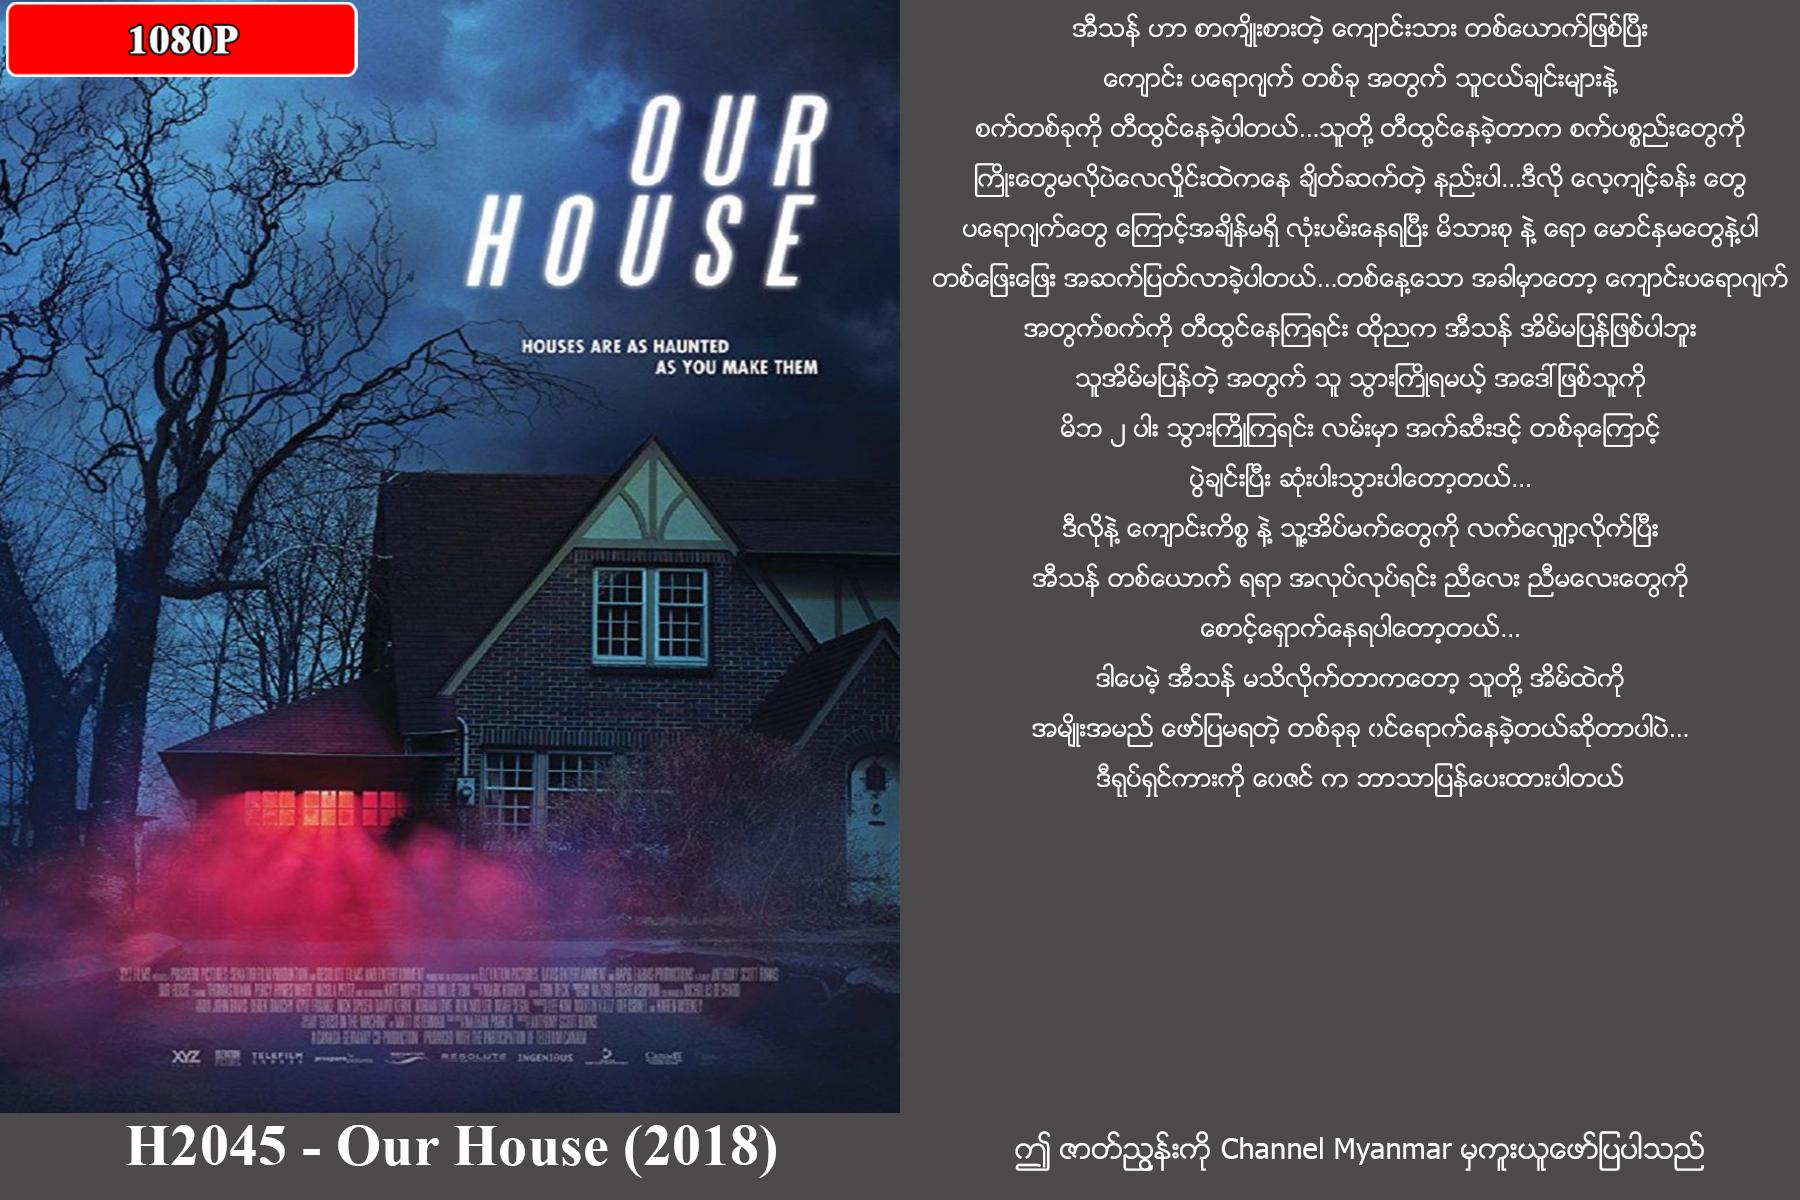 1080P
OUR
HOUSE
HOUSES ARE AS HAUNTED
AS YOU MAKE THEM
XYZ
TELEFILM
RESOLUTE
INGENIOUS
H2045 - Our House (2018)
အီသန် ဟာ စာကျိုးစားတဲ့ ကျောင်းသား တစ်ယောက်ဖြစ်ပြီး
ကျောင်း ပရောဂျက် တစ်ခု အတွက် သူငယ်ချင်းများနဲ့
စက်တစ်ခုကို တီထွင်နေခဲ့ပါတယ်...သူတို့ တီထွင်နေခဲ့တာက စက်ပစ္စည်းတွေကို
ကြိုးတွေမလိုပဲလေလှိုင်းထဲကနေ ချိတ်ဆက်တဲ့ နည်းပါ...ဒီလို လေ့ကျင့်ခန်း တွေ
ပရောဂျက်တွေ ကြောင့်အချိန်မရှိ လုံးပမ်းနေရပြီး မိသားစု နဲ့ ရော မောင်နှမတွေနဲ့ပါ
တစ်ဖြေးဖြေး အဆက်ပြတ်လာခဲ့ပါတယ်...တစ်နေ့သော အခါမှာတော့ ကျောင်းပရောဂျက်
အတွက်စက်ကို တီထွင်နေကြရင်း ထိုညက အီသန် အိမ်မပြန်ဖြစ်ပါဘူး
သူအိမ်မပြန်တဲ့ အတွက် သူ သွားကြိုရမယ့် အဒေါ်ဖြစ်သူကို
မိဘ ၂ ပါး သွားကြိုကြရင်း လမ်းမှာ အက်ဆီးဒင့် တစ်ခုကြောင့်
ပွဲချင်းပြီး ဆုံးပါးသွားပါတော့တယ်...
ဒီလိုနဲ့ ကျောင်းကိစ္စ နဲ့ သူ့အိပ်မက်တွေကို လက်လျှော့လိုက်ပြီး
အီသန် တစ်ယောက် ရရာ အလုပ်လုပ်ရင်း ညီလေး ညီမလေးတွေကို
စောင့်ရှောက်နေရပါတော့တယ်...
ဒါပေမဲ့ အီသန် မသိလိုက်တာကတော့ သူတို့ အိမ်ထဲကို
အမျိုးအမည် ဖော်ပြမရတဲ့ တစ်ခုခု ၀င်ရောက်နေခဲ့တယ်ဆိုတာပါပဲ...
ဒီရုပ်ရှင်ကားကို ဝေဇင် က ဘာသာပြန်ပေးထားပါတယ်
ဤ ဇာတ်ညွှန်းကို Channel Myanmar မှကူးယူဖော်ပြပါသည်